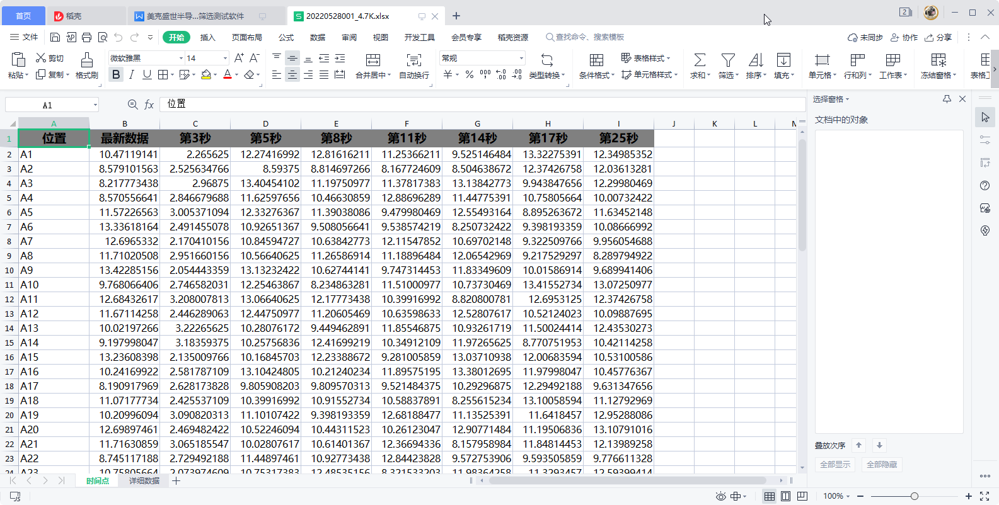 首页 稻壳 美克盛世半导...筛选测试软件 20220528001_4.7K.xlsx 2
文件 开始 插入 页面布局 公式 数据 审阅 视图 开发工具 会员专享 稻壳资源 查找命令、搜索模板 未同步 协作 分享
粘贴 剪切 复制 格式刷 微软雅黑 14 A⁺ A⁻ B I U A 合并居中 自动换行 常规 ¥ % 000 .00 .00 类型转换 条件格式 表格样式 单元格样式 求和 筛选 排序 填充 单元格 行和列 工作表 冻结窗格 表格工
A1 fx 位置
选择窗格
文档中的对象
A B C D E F G H I J K L M
1 位置 最新数据 第3秒 第5秒 第8秒 第11秒 第14秒 第17秒 第25秒
2 A1 10.47119141 2.265625 12.27416992 12.81616211 11.25366211 9.525146484 13.32275391 12.34985352
3 A2 8.579101563 2.525634766 8.59375 8.814697266 8.167724609 8.504638672 12.37426758 12.03613281
4 A3 8.217773438 2.96875 13.40454102 11.19750977 11.37817383 13.13842773 9.943847656 12.29980469
5 A4 8.570556641 2.846679688 11.62597656 10.46630859 12.88696289 11.44775391 10.75805664 10.00732422
6 A5 11.57226563 3.005371094 12.33276367 11.39038086 9.479980469 12.55493164 8.895263672 11.63452148
7 A6 13.33618164 2.491455078 10.92651367 9.508056641 9.538574219 8.250732422 9.398193359 10.08666992
8 A7 12.6965332 2.170410156 10.84594727 10.63842773 12.11547852 10.69702148 9.322509766 9.956054688
9 A8 11.71020508 2.951660156 10.56640625 11.26586914 11.18896484 12.06542969 9.217529297 8.289794922
10 A9 13.42285156 2.054443359 13.13232422 10.62744141 9.747314453 11.83349609 10.01586914 9.689941406
11 A10 9.768066406 2.746582031 12.25463867 8.234863281 11.51000977 10.73730469 13.41552734 13.07250977
12 A11 12.68432617 3.208007813 13.06640625 12.17773438 10.39916992 8.820800781 12.6953125 12.37426758
13 A12 11.67114258 2.446289063 12.44750977 11.20605469 10.63598633 12.52807617 10.52124023 10.09887695
14 A13 10.02197266 3.22265625 10.28076172 9.449462891 11.85546875 10.93261719 11.50024414 12.43530273
15 A14 9.197998047 3.18359375 10.25756836 12.41699219 10.34912109 11.97265625 8.770751953 10.42114258
16 A15 13.23608398 2.135009766 10.16845703 12.23388672 9.281005859 13.03710938 12.00683594 10.53100586
17 A16 10.24169922 2.581787109 13.10424805 10.21240234 11.89575195 13.38012695 11.97998047 10.45776367
18 A17 8.190917969 2.628173828 9.805908203 9.809570313 9.521484375 10.29296875 12.29492188 9.631347656
19 A18 11.07177734 2.425537109 10.39916992 10.91552734 10.58837891 8.255615234 13.10058594 11.12792969
20 A19 10.20996094 3.090820313 11.10107422 9.398193359 12.68188477 11.13525391 11.6418457 12.95288086
21 A20 12.69897461 2.469482422 10.52246094 10.44311523 10.26123047 12.90771484 11.19506836 13.10791016
22 A21 11.71630859 3.065185547 10.02807617 10.61401367 12.36694336 8.157958984 11.84814453 12.13989258
23 A22 8.745117188 2.729492188 11.44897461 10.92773438 12.84423828 9.572753906 9.593505859 9.776611328
24 A23 10.75805664 2.073974609 10.75317383 12.48535156 8.321533203 11.98364258 11.3293457 12.59399414
叠放次序
全部显示 全部隐藏
时间点 详细数据
100%